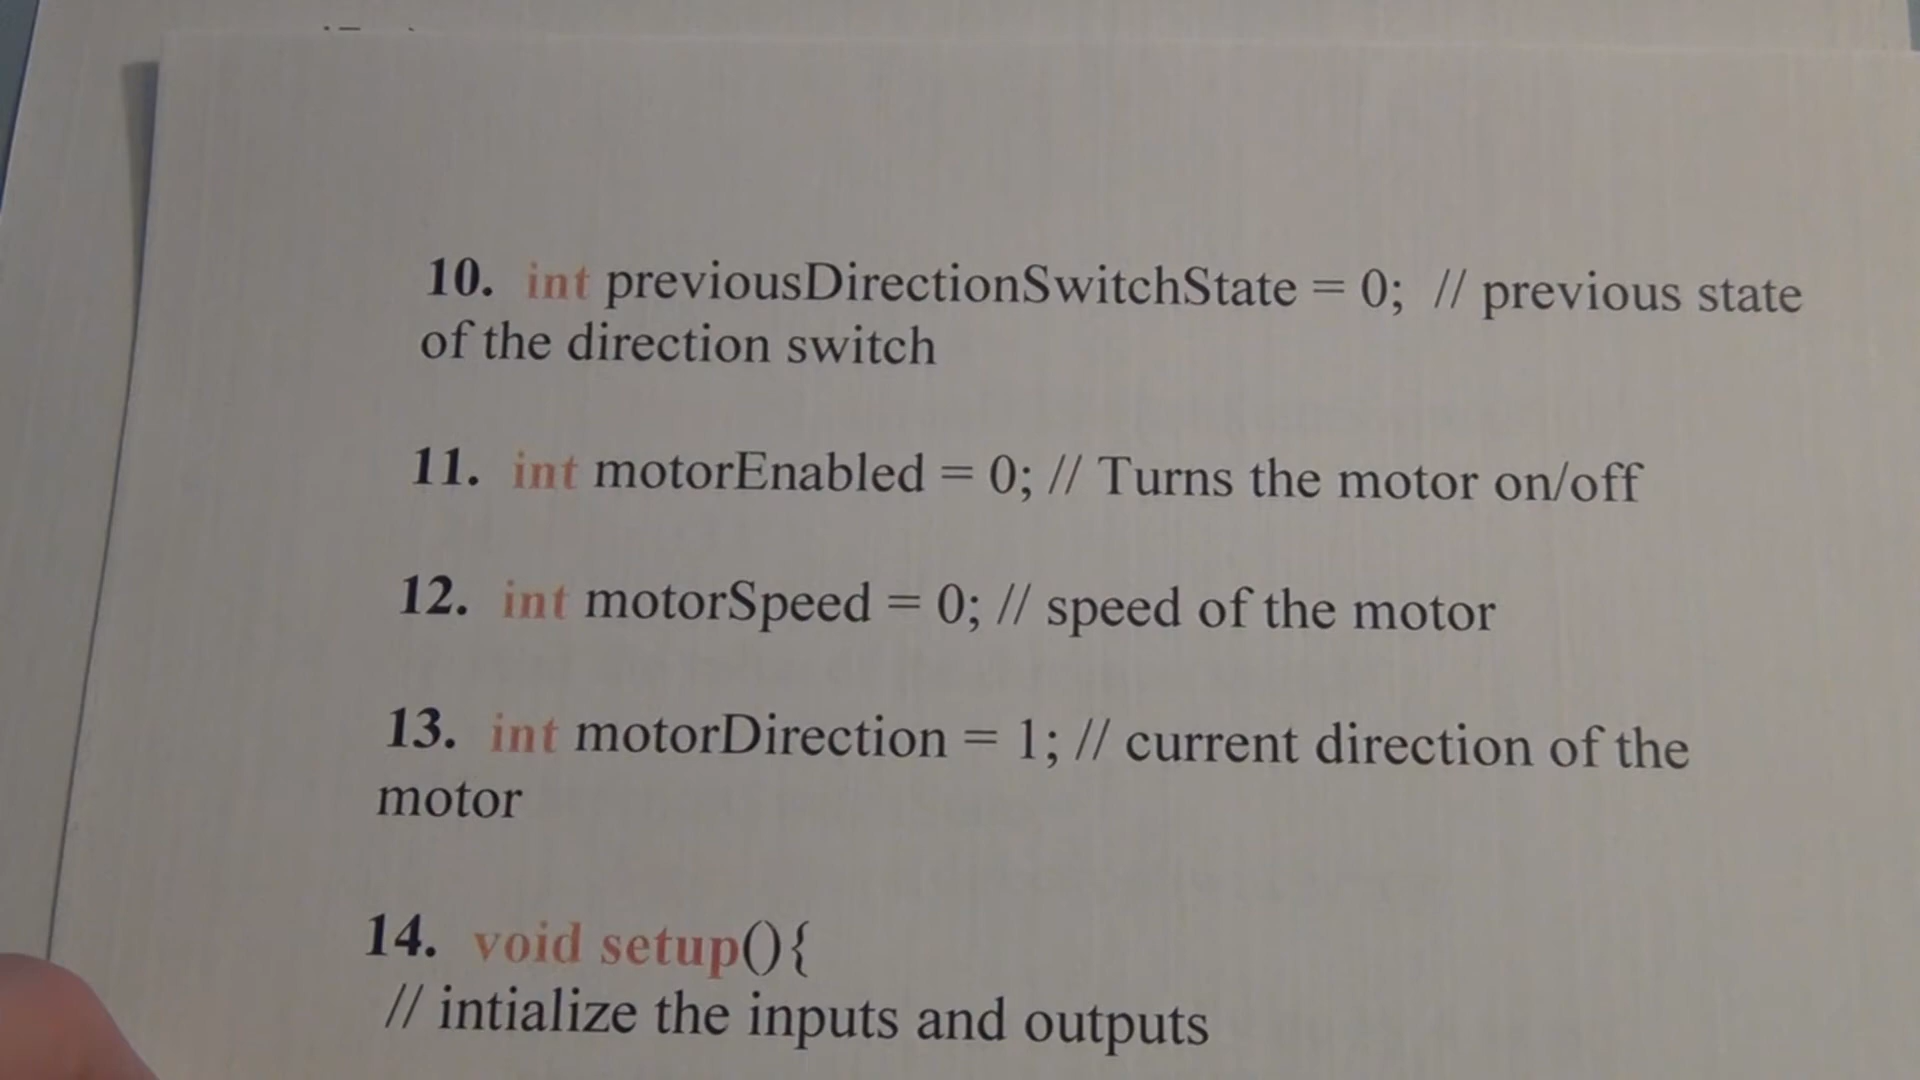 10. int previousDirectionSwitchState = 0; // previous state
of the direction switch
11. int motorEnabled = 0; // Turns the motor on/off
12. int motorSpeed = 0; // speed of the motor
13. int motorDirection = 1; // current direction of the
motor
14. void setup(){
// intialize the inputs and outputs